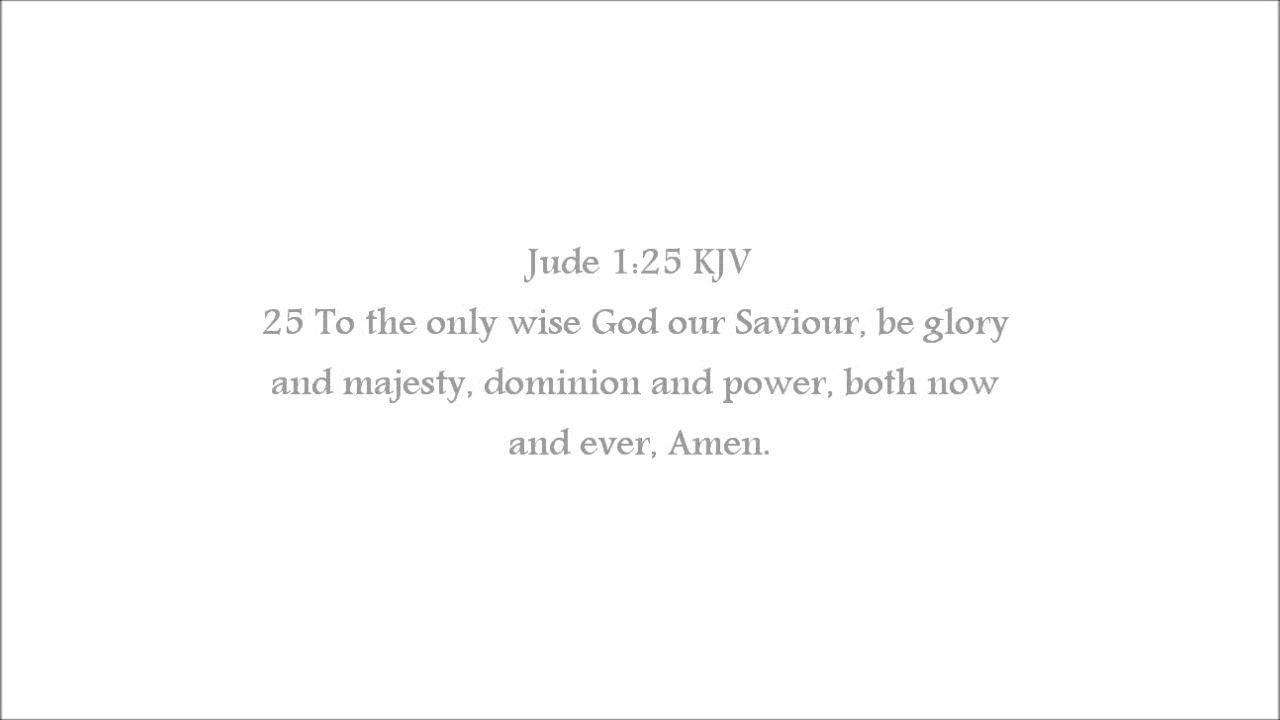 Jude 1:25 KJV
25 To the only wise God our Saviour, be glory
and majesty, dominion and power, both now
and ever, Amen.